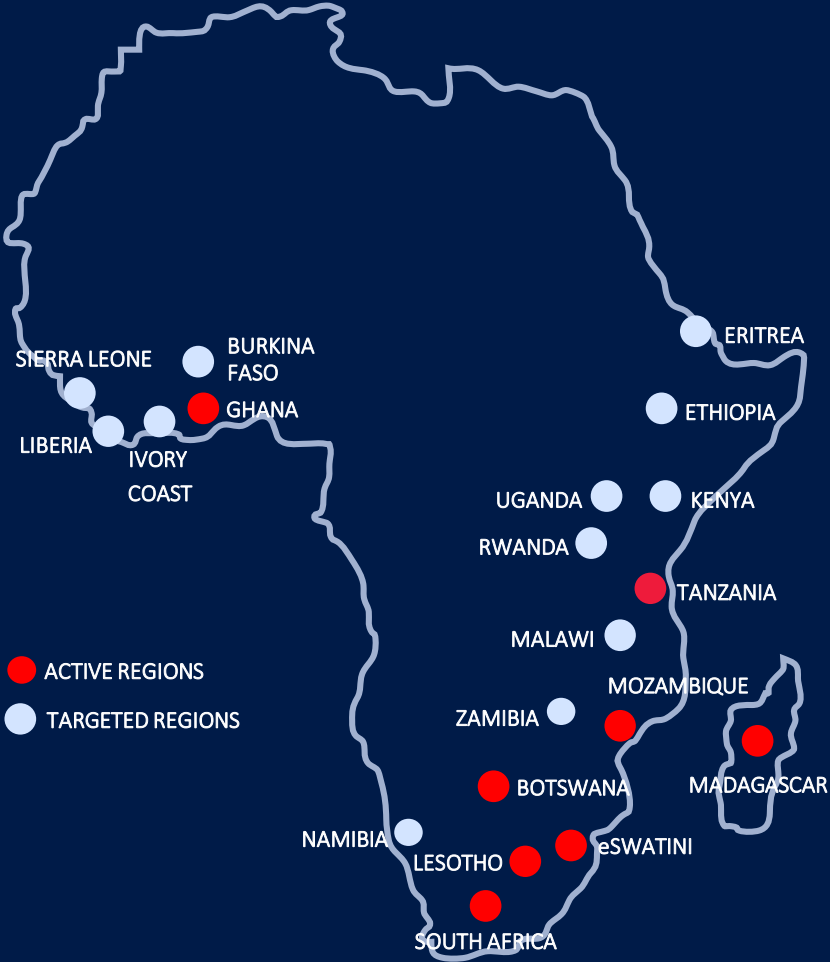 ERITREA
BURKINA
FASO
SIERRA LEONE
GHANA
ETHIOPIA
LIBERIA
IVORY
COAST
UGANDA
KENYA
RWANDA
TANZANIA
MALAWI
ACTIVE REGIONS
MOZAMBIQUE
TARGETED REGIONS
ZAMIBIA
MADAGASCAR
BOTSWANA
NAMIBIA
eSWATINI
LESOTHO
SOUTH AFRICA